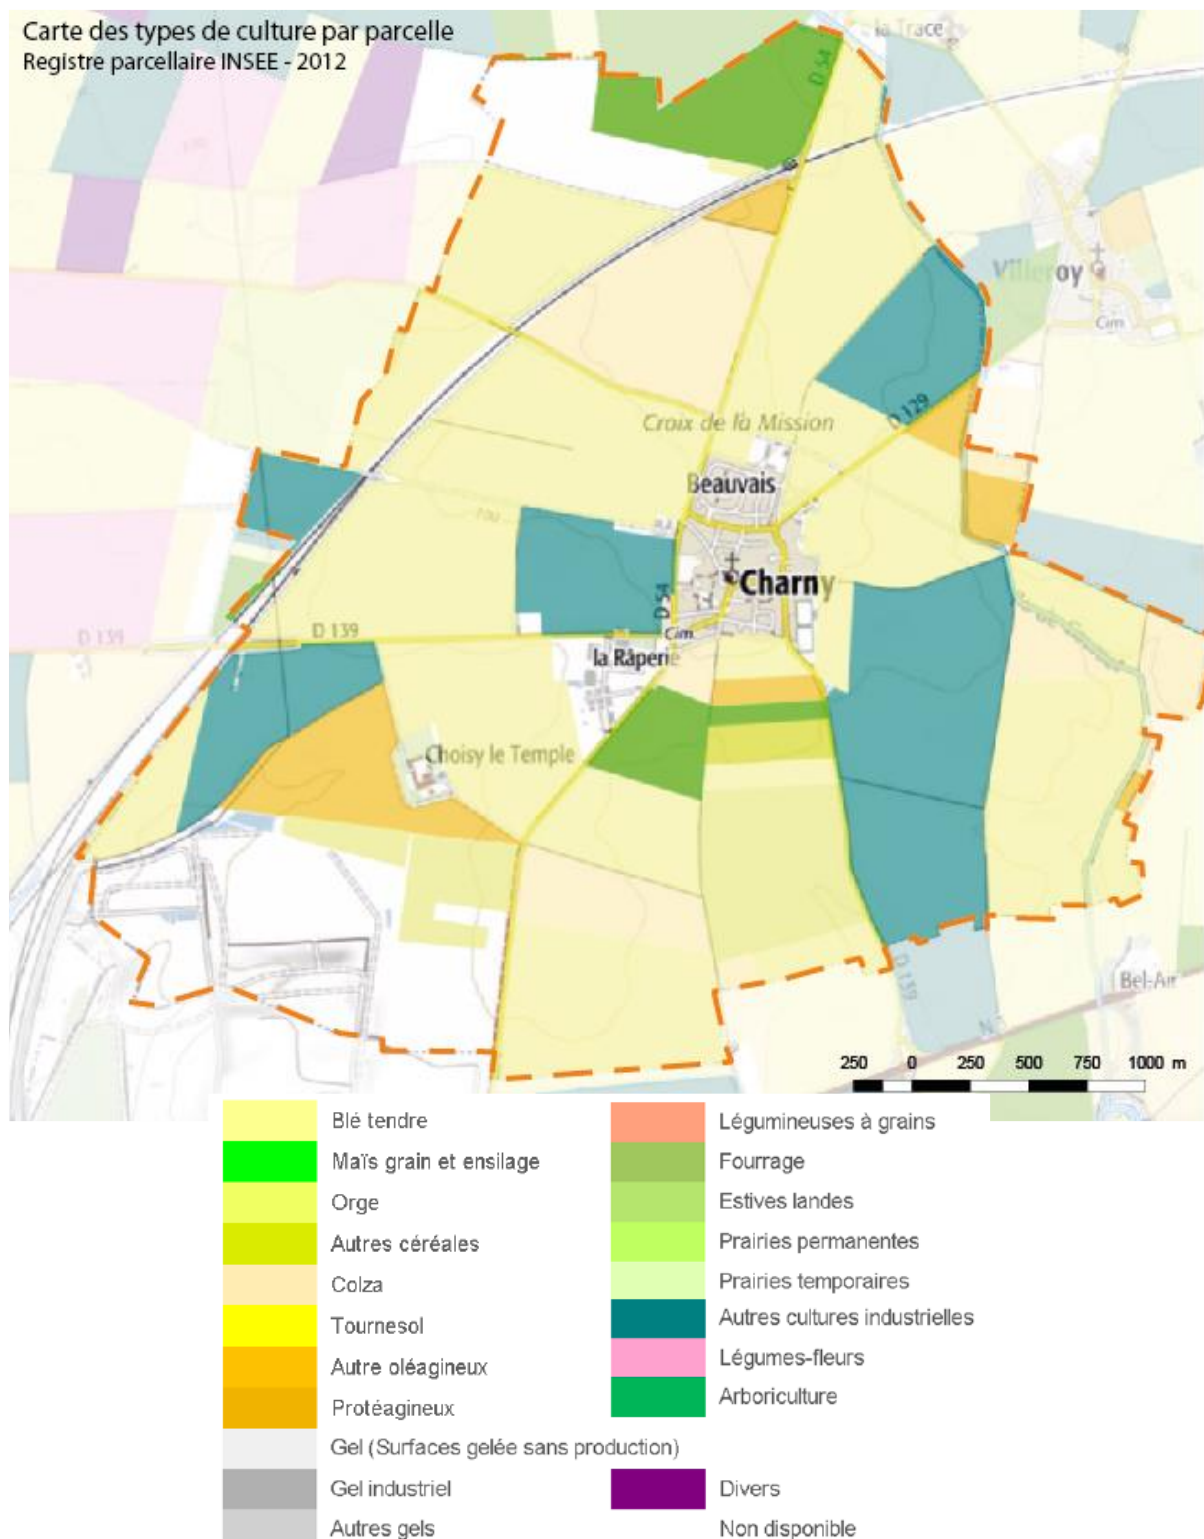 Carte des types de culture par parcelle
Registre parcellaire INSEE - 2012
la Trace
D 54
Villeroy
Cim
D 129
Croix de la Mission
Beauvais
Charny
D 54
D 139
D 139
Cim
la Râperie
Choisy le Temple
D 139
Bel-Air
250 0 250 500 750 1000 m
Blé tendre
Maïs grain et ensilage
Orge
Autres céréales
Colza
Tournesol
Autre oléagineux
Protéagineux
Gel (Surfaces gelée sans production)
Gel industriel
Autres gels
Légumineuses à grains
Fourrage
Estives landes
Prairies permanentes
Prairies temporaires
Autres cultures industrielles
Légumes-fleurs
Arboriculture
Divers
Non disponible